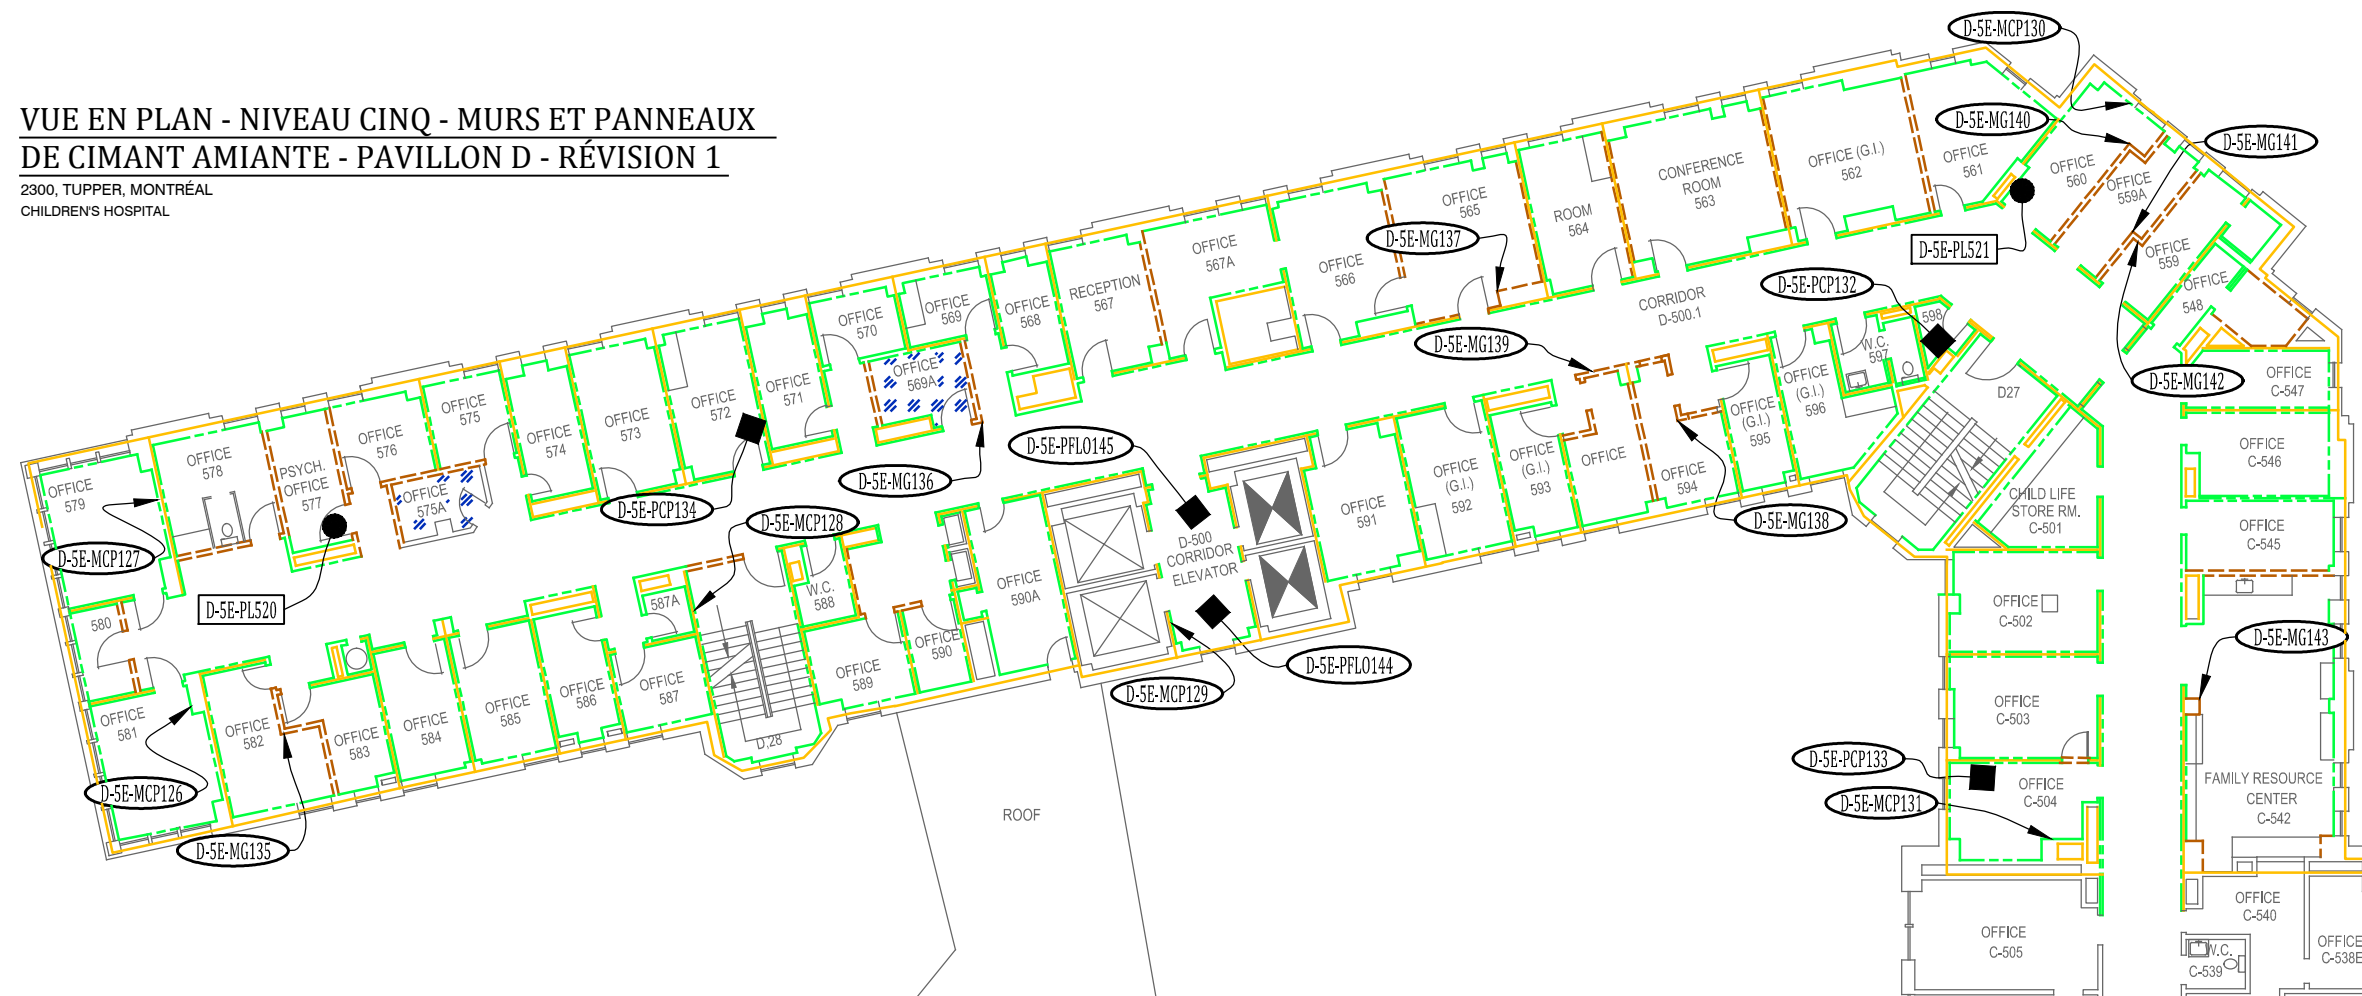 VUE EN PLAN - NIVEAU CINQ - MURS ET PANNEAUX
DE CIMANT AMIANTE - PAVILLON D - RÉVISION 1
2300, TUPPER, MONTRÉAL
CHILDREN'S HOSPITAL
D-5E-MCP130
D-5E-MG140
D-5E-MG141
D-5E-PL521
D-5E-MG137
D-5E-PCP132
D-5E-MG139
D-5E-MG142
D-5E-PFLO145
D-5E-MG136
D-5E-PCP134
D-5E-MCP128
D-5E-MG138
D-5E-MCP127
D-5E-PL520
D-5E-MG143
D-5E-PFLO144
D-5E-MCP129
D-5E-PCP133
D-5E-MCP126
D-5E-MCP131
D-5E-MG135
OFFICE
579
OFFICE
578
PSYCH.
OFFICE
577
OFFICE
576
OFFICE
575
OFFICE
575A
OFFICE
574
OFFICE
573
OFFICE
572
OFFICE
571
OFFICE
570
OFFICE
569
OFFICE
569A
OFFICE
568
RECEPTION
567
OFFICE
567A
OFFICE
566
OFFICE
565
ROOM
564
CONFERENCE
ROOM
563
OFFICE (G.I.)
562
OFFICE
561
OFFICE
560
OFFICE
559A
OFFICE
559
OFFICE
548
CORRIDOR
D-500.1
598
W.C.
597
OFFICE
(G.I.)
596
OFFICE
(G.I.)
595
OFFICE
594
OFFICE
OFFICE
(G.I.)
593
OFFICE
(G.I.)
592
OFFICE
591
D-500
CORRIDOR
ELEVATOR
OFFICE
590A
OFFICE
590
OFFICE
589
W.C.
588
587A
OFFICE
587
OFFICE
586
OFFICE
585
OFFICE
584
OFFICE
583
OFFICE
582
OFFICE
581
580
D.28
D27
ROOF
OFFICE
C-547
OFFICE
C-546
OFFICE
C-545
CHILD LIFE
STORE RM.
C-501
OFFICE
C-502
OFFICE
C-503
OFFICE
C-504
FAMILY RESOURCE
CENTER
C-542
OFFICE
C-505
OFFICE
C-540
W.C.
C-539
OFFICE
C-538E